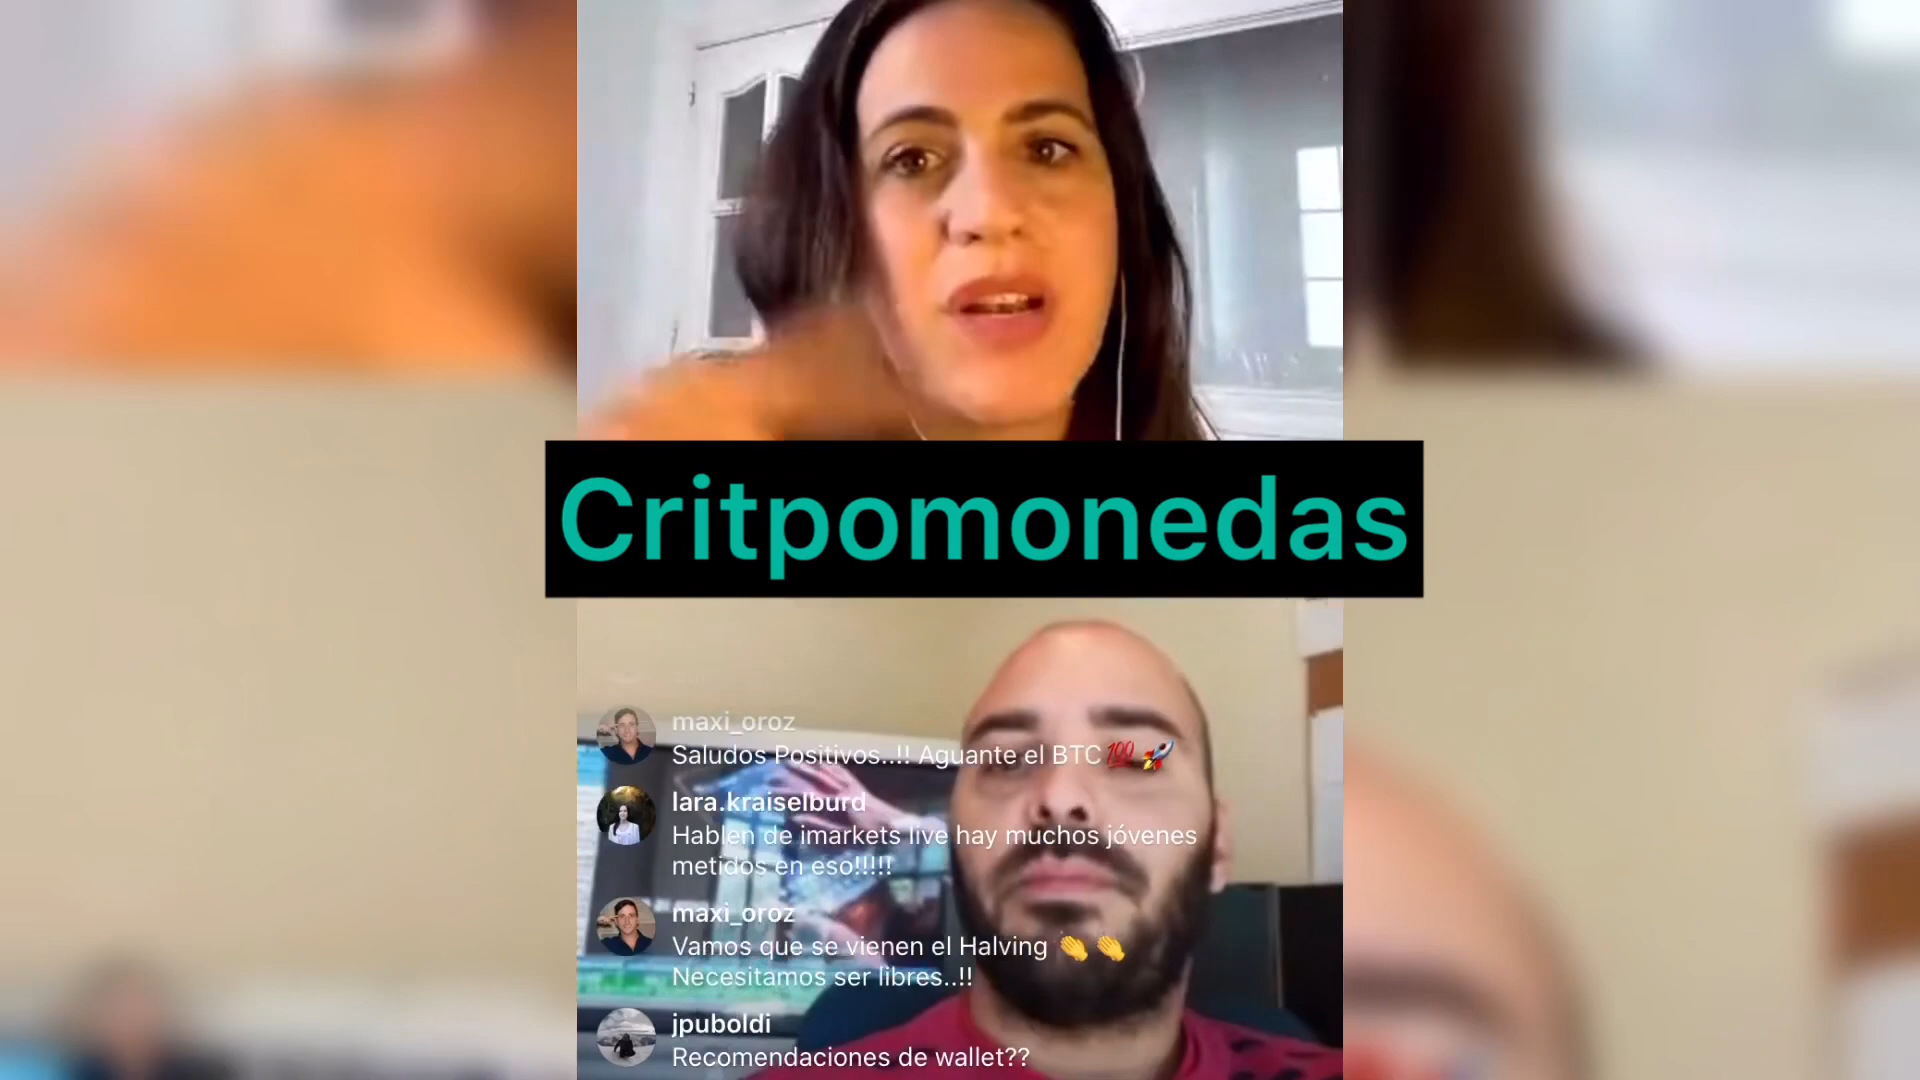 Critpomonedas
maxi_oroz
Saludos Positivos..!! Aguante el BTC💯🚀
lara.kraiselburd
Hablen de imarkets live hay muchos jóvenes
metidos en eso!!!!!
maxi_oroz
Vamos que se vienen el Halving 👏👏
Necesitamos ser libres..!!
jpuboldi
Recomendaciones de wallet??